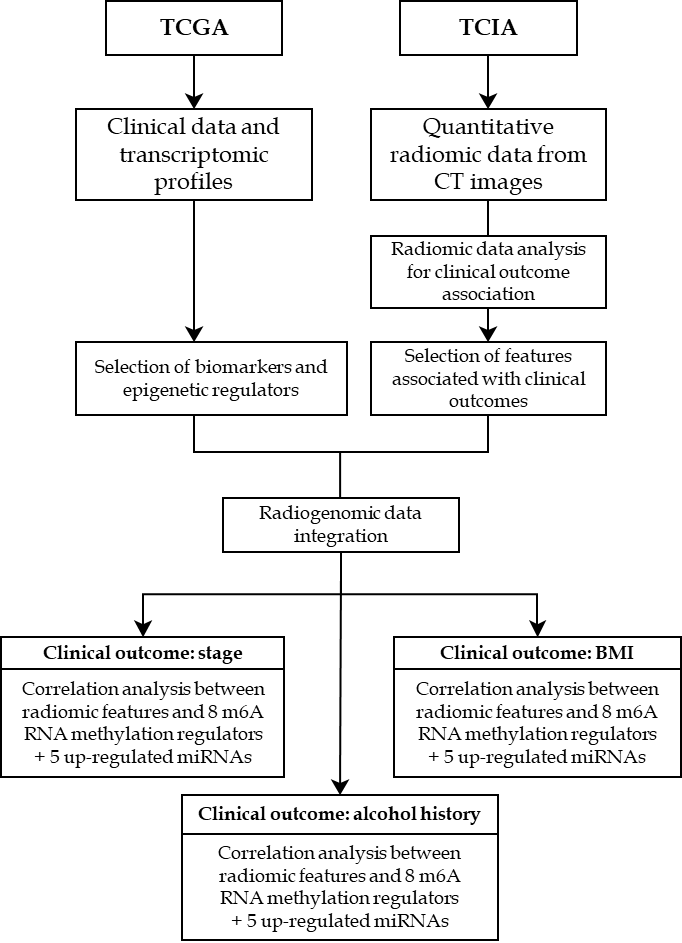 TCGA
TCIA
Clinical data and
transcriptomic
profiles
Quantitative
radiomic data from
CT images
Radiomic data analysis
for clinical outcome
association
Selection of biomarkers and
epigenetic regulators
Selection of features
associated with clinical
outcomes
Radiogenomic data
integration
Clinical outcome: stage
Correlation analysis between
radiomic features and 8 m6A
RNA methylation regulators
+ 5 up-regulated miRNAs
Clinical outcome: BMI
Correlation analysis between
radiomic features and 8 m6A
RNA methylation regulators
+ 5 up-regulated miRNAs
Clinical outcome: alcohol history
Correlation analysis between
radiomic features and 8 m6A
RNA methylation regulators
+ 5 up-regulated miRNAs